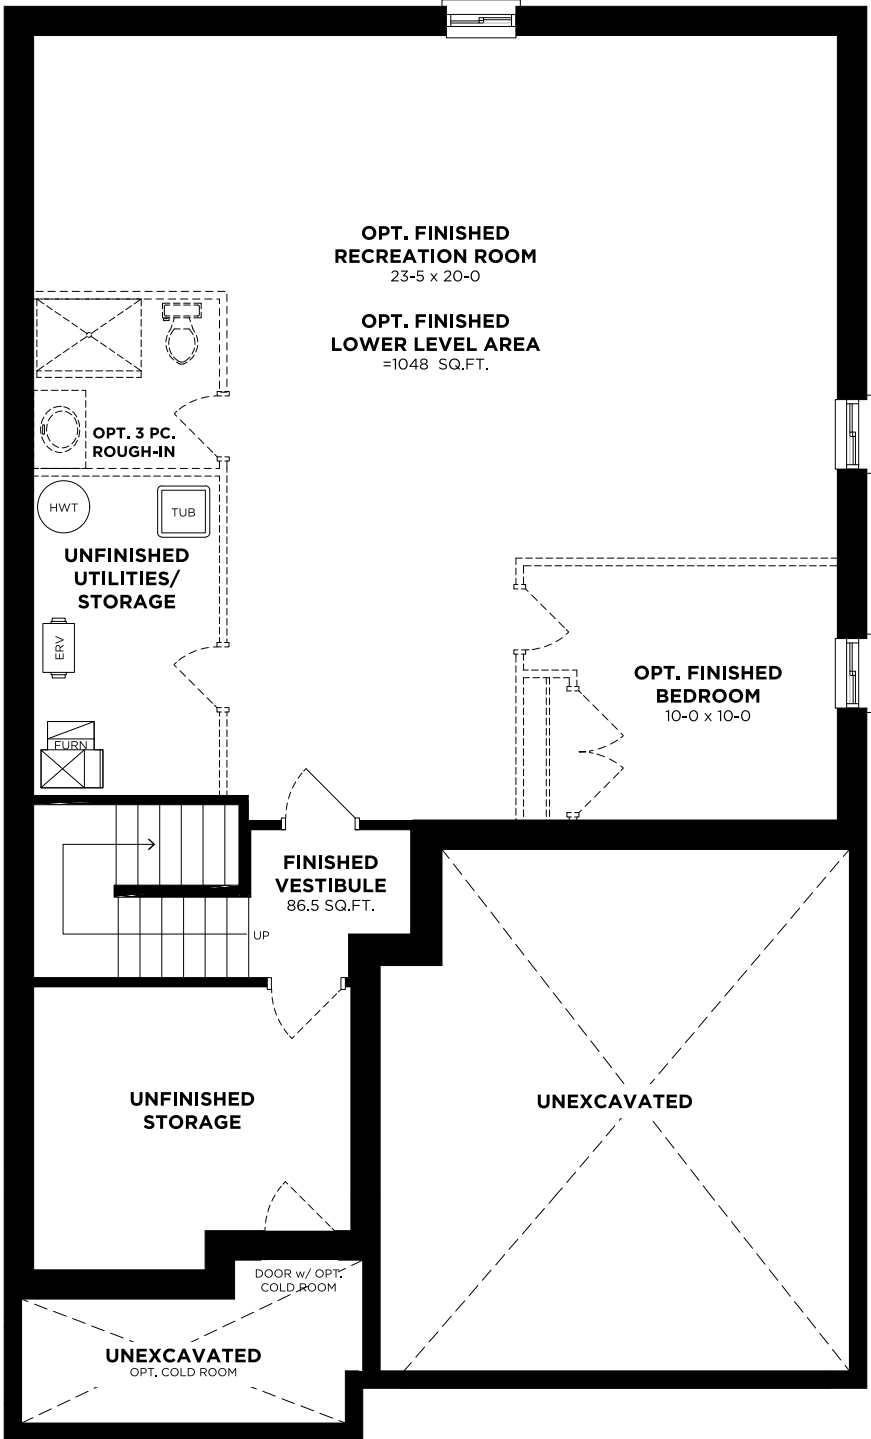 OPT. FINISHED
RECREATION ROOM
23-5 x 20-0
OPT. FINISHED
LOWER LEVEL AREA
=1048 SQ.FT.
OPT. 3 PC.
ROUGH-IN
HWT
TUB
UNFINISHED
UTILITIES/
STORAGE
ERV
FURN
OPT. FINISHED
BEDROOM
10-0 x 10-0
FINISHED
VESTIBULE
86.5 SQ.FT.
UP
UNFINISHED
STORAGE
UNEXCAVATED
DOOR w/ OPT.
COLD ROOM
UNEXCAVATED
OPT. COLD ROOM